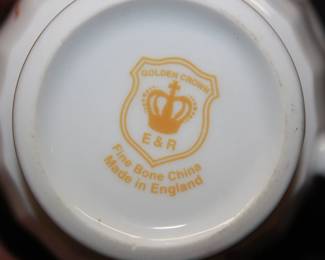 GOLDEN CROWN
E & R
Fine Bone China
Made in England